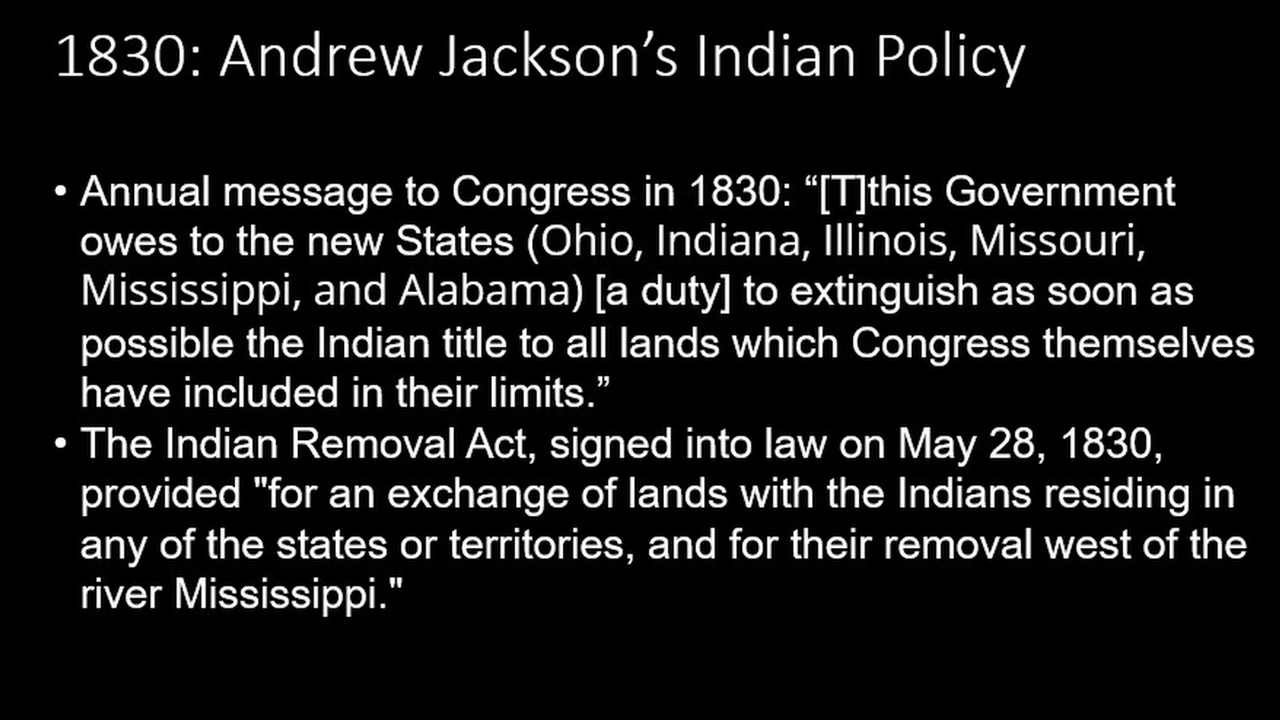 1830: Andrew Jackson’s Indian Policy
• Annual message to Congress in 1830: “[T]this Government
owes to the new States (Ohio, Indiana, Illinois, Missouri,
Mississippi, and Alabama) [a duty] to extinguish as soon as
possible the Indian title to all lands which Congress themselves
have included in their limits.”
• The Indian Removal Act, signed into law on May 28, 1830,
provided "for an exchange of lands with the Indians residing in
any of the states or territories, and for their removal west of the
river Mississippi."